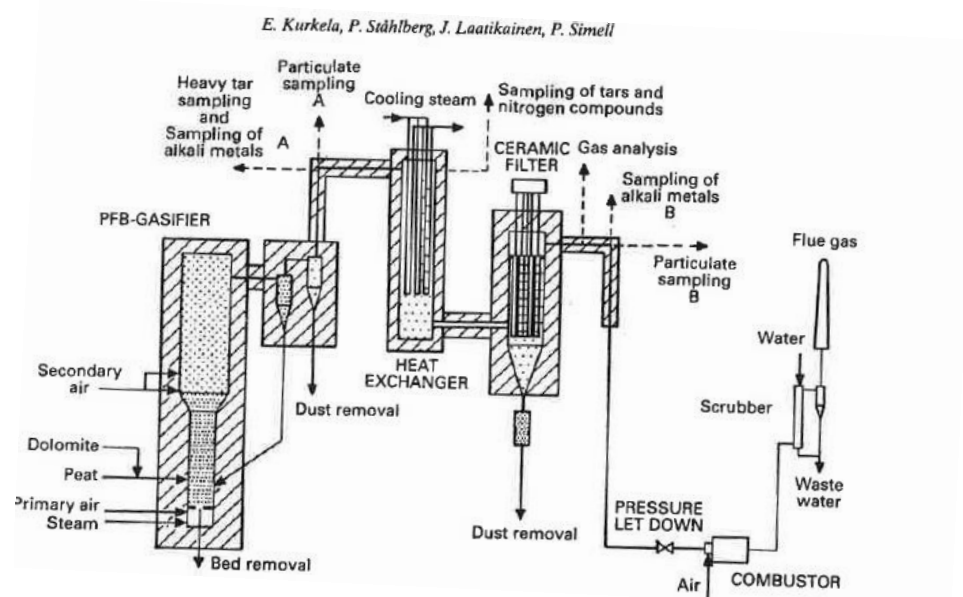 E. Kurkela, P. Ståhlberg, J. Laatikainen, P. Simell
Particulate
sampling
A
Heavy tar
sampling
and
Sampling of
alkali metals
A
Cooling steam
Sampling of tars and
nitrogen compounds
CERAMIC
FILTER
Gas analysis
Sampling of
alkali metals
B
PFB-GASIFIER
Particulate
sampling
B
Flue gas
Water
HEAT
EXCHANGER
Secondary
air
Dust removal
Scrubber
Dolomite
Peat
Primary air
Steam
Waste
water
PRESSURE
LET DOWN
Dust removal
Bed removal
Air
COMBUSTOR